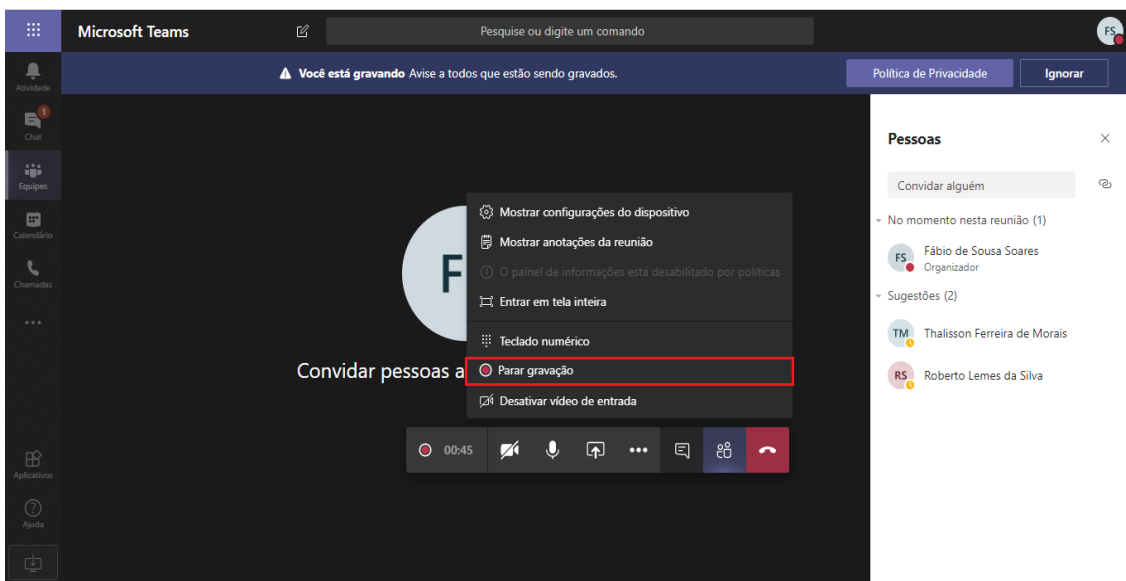 Microsoft Teams
Pesquise ou digite um comando
FS
Você está gravando Avise a todos que estão sendo gravados.
Política de Privacidade
Ignorar
Atividade
1
Chat
Equipes
Calendário
Chamadas
Aplicativos
Ajuda
F
Convidar pessoas a
Mostrar configurações do dispositivo
Mostrar anotações da reunião
O painel de informações está desabilitado por políticas
Entrar em tela inteira
Teclado numérico
Parar gravação
Desativar vídeo de entrada
00:45
Pessoas
Convidar alguém
No momento nesta reunião (1)
FS
Fábio de Sousa Soares
Organizador
Sugestões (2)
TM
Thalisson Ferreira de Morais
RS
Roberto Lemes da Silva